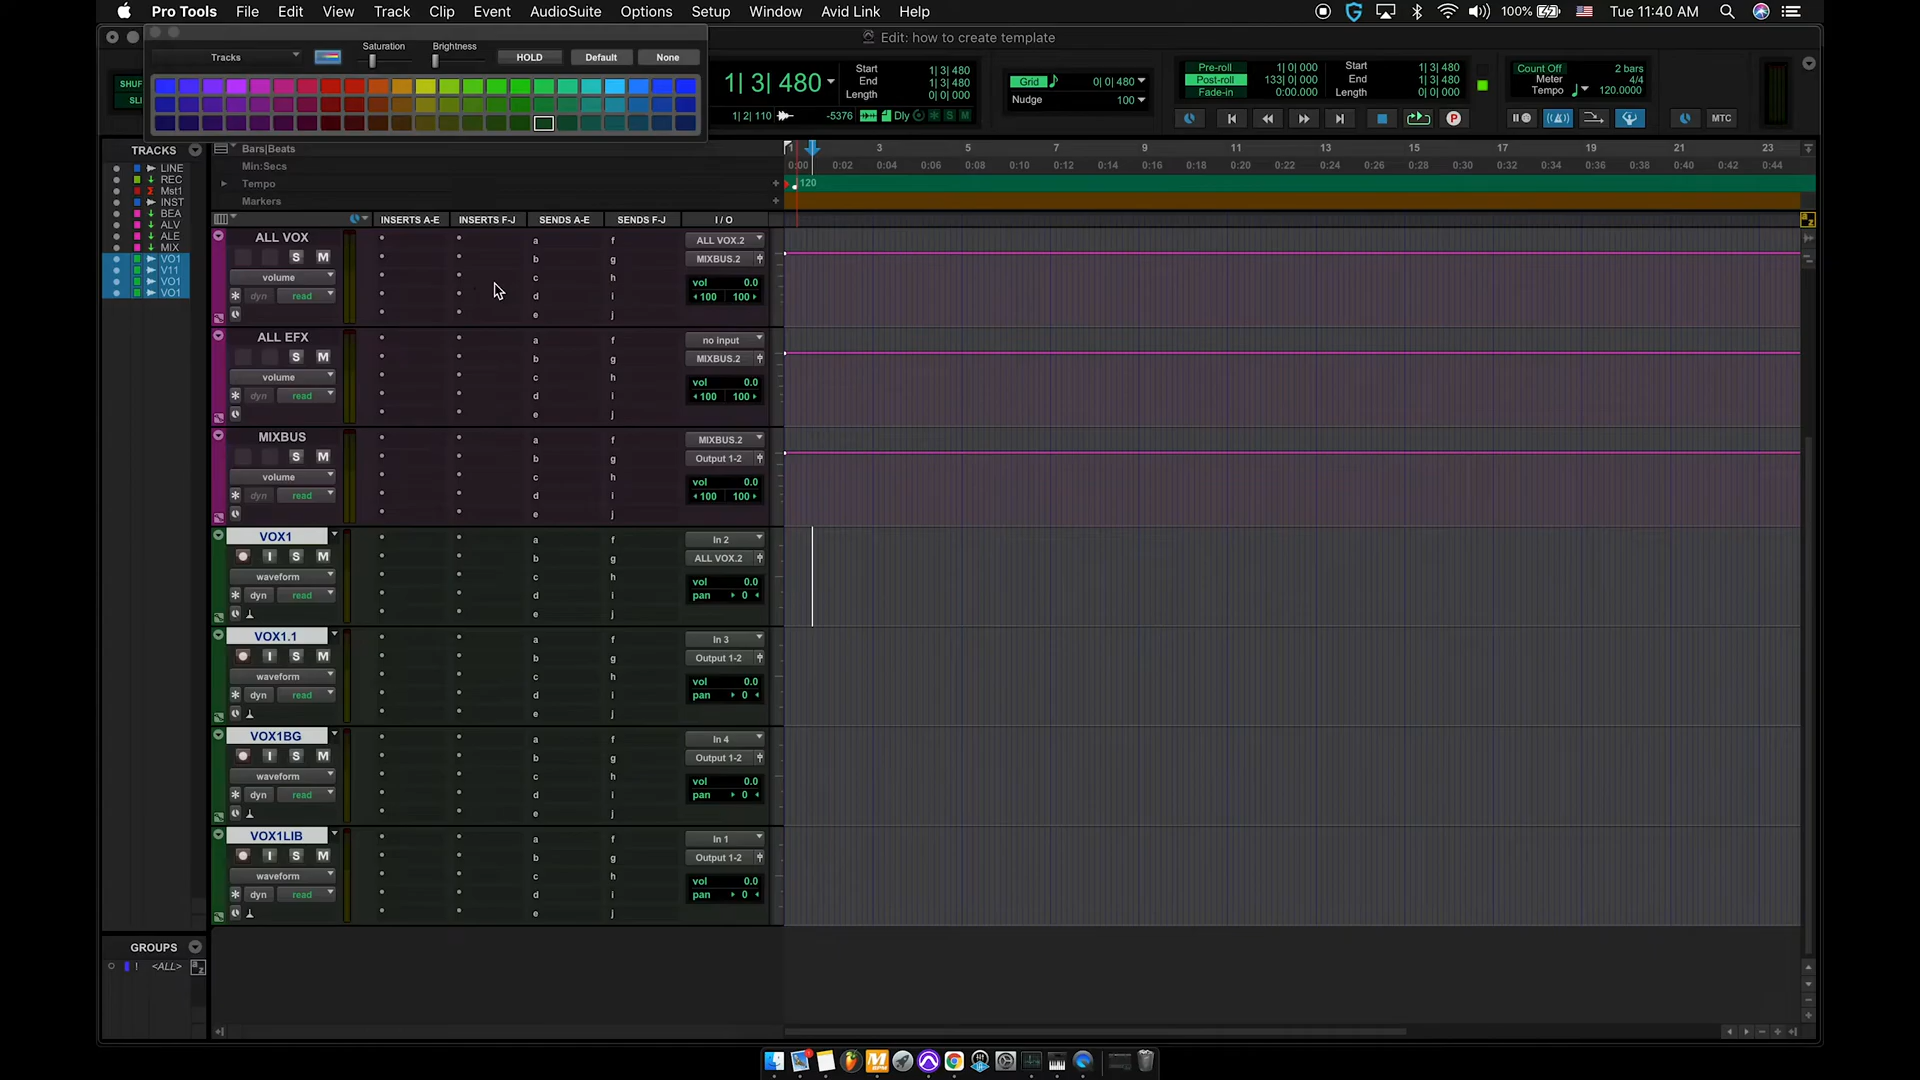 Pro Tools File Edit View Track Clip Event AudioSuite Options Setup Window Avid Link Help 100% Tue 11:40 AM
Edit: how to create template
Tracks Saturation Brightness HOLD Default None
SHUF
SLI
1| 3| 480
1| 2| 110 -5376 Dly S M
Start 1| 3| 480
End 1| 3| 480
Length 0| 0| 000
Grid 0| 0| 480
Nudge 100
Pre-roll 1| 0| 000
Post-roll 133| 0| 000
Fade-in 0:00.000
Start 1| 3| 480
End 1| 3| 480
Length 0| 0| 000
Count Off 2 bars
Meter 4/4
Tempo 120.0000
P MTC
TRACKS
LINE
REC
Mst1
INST
BEA
ALV
ALE
MIX
VO1
V11
VO1
VO1
GROUPS
! <ALL> a z
Bars|Beats 1 3 5 7 9 11 13 15 17 19 21 23
Min:Secs 0:00 0:02 0:04 0:06 0:08 0:10 0:12 0:14 0:16 0:18 0:20 0:22 0:24 0:26 0:28 0:30 0:32 0:34 0:36 0:38 0:40 0:42 0:44
Tempo 120
Markers
INSERTS A-E INSERTS F-J SENDS A-E SENDS F-J I / O a z
ALL VOX a f ALL VOX.2
S M b g MIXBUS.2
volume c h vol 0.0
dyn read d i 100 100
e j
ALL EFX a f no input
S M b g MIXBUS.2
volume c h vol 0.0
dyn read d i 100 100
e j
MIXBUS a f MIXBUS.2
S M b g Output 1-2
volume c h vol 0.0
dyn read d i 100 100
e j
VOX1 a f In 2
I S M b g ALL VOX.2
waveform c h vol 0.0
dyn read d i pan 0
e j
VOX1.1 a f In 3
I S M b g Output 1-2
waveform c h vol 0.0
dyn read d i pan 0
e j
VOX1BG a f In 4
I S M b g Output 1-2
waveform c h vol 0.0
dyn read d i pan 0
e j
VOX1LIB a f In 1
I S M b g Output 1-2
waveform c h vol 0.0
dyn read d i pan 0
e j